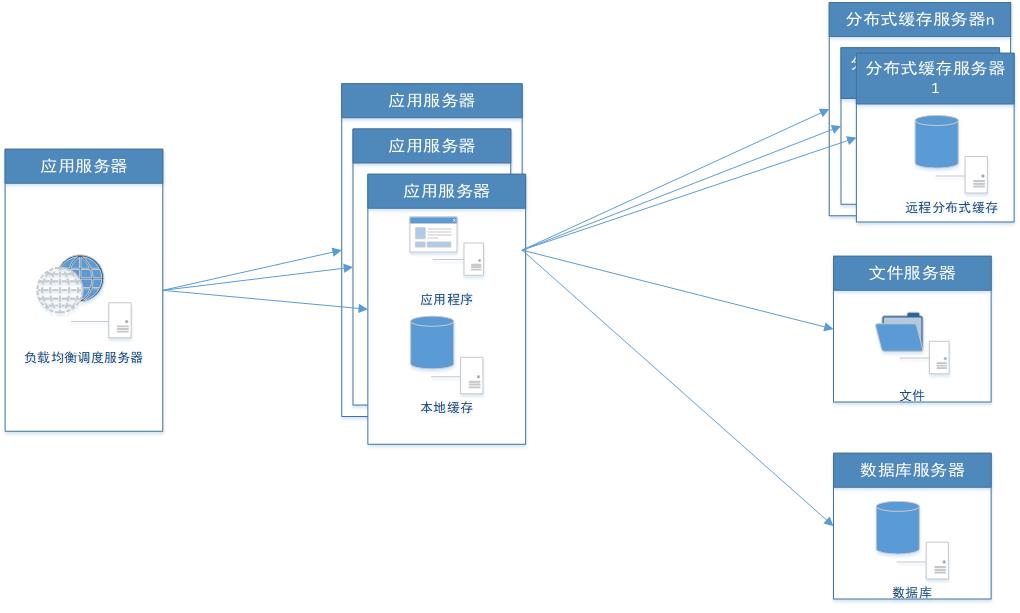 应用服务器
负载均衡调度服务器
应用服务器
应用服务器
应用服务器
应用程序
本地缓存
分布式缓存服务器n
分布式缓存服务器
1
远程分布式缓存
文件服务器
文件
数据库服务器
数据库